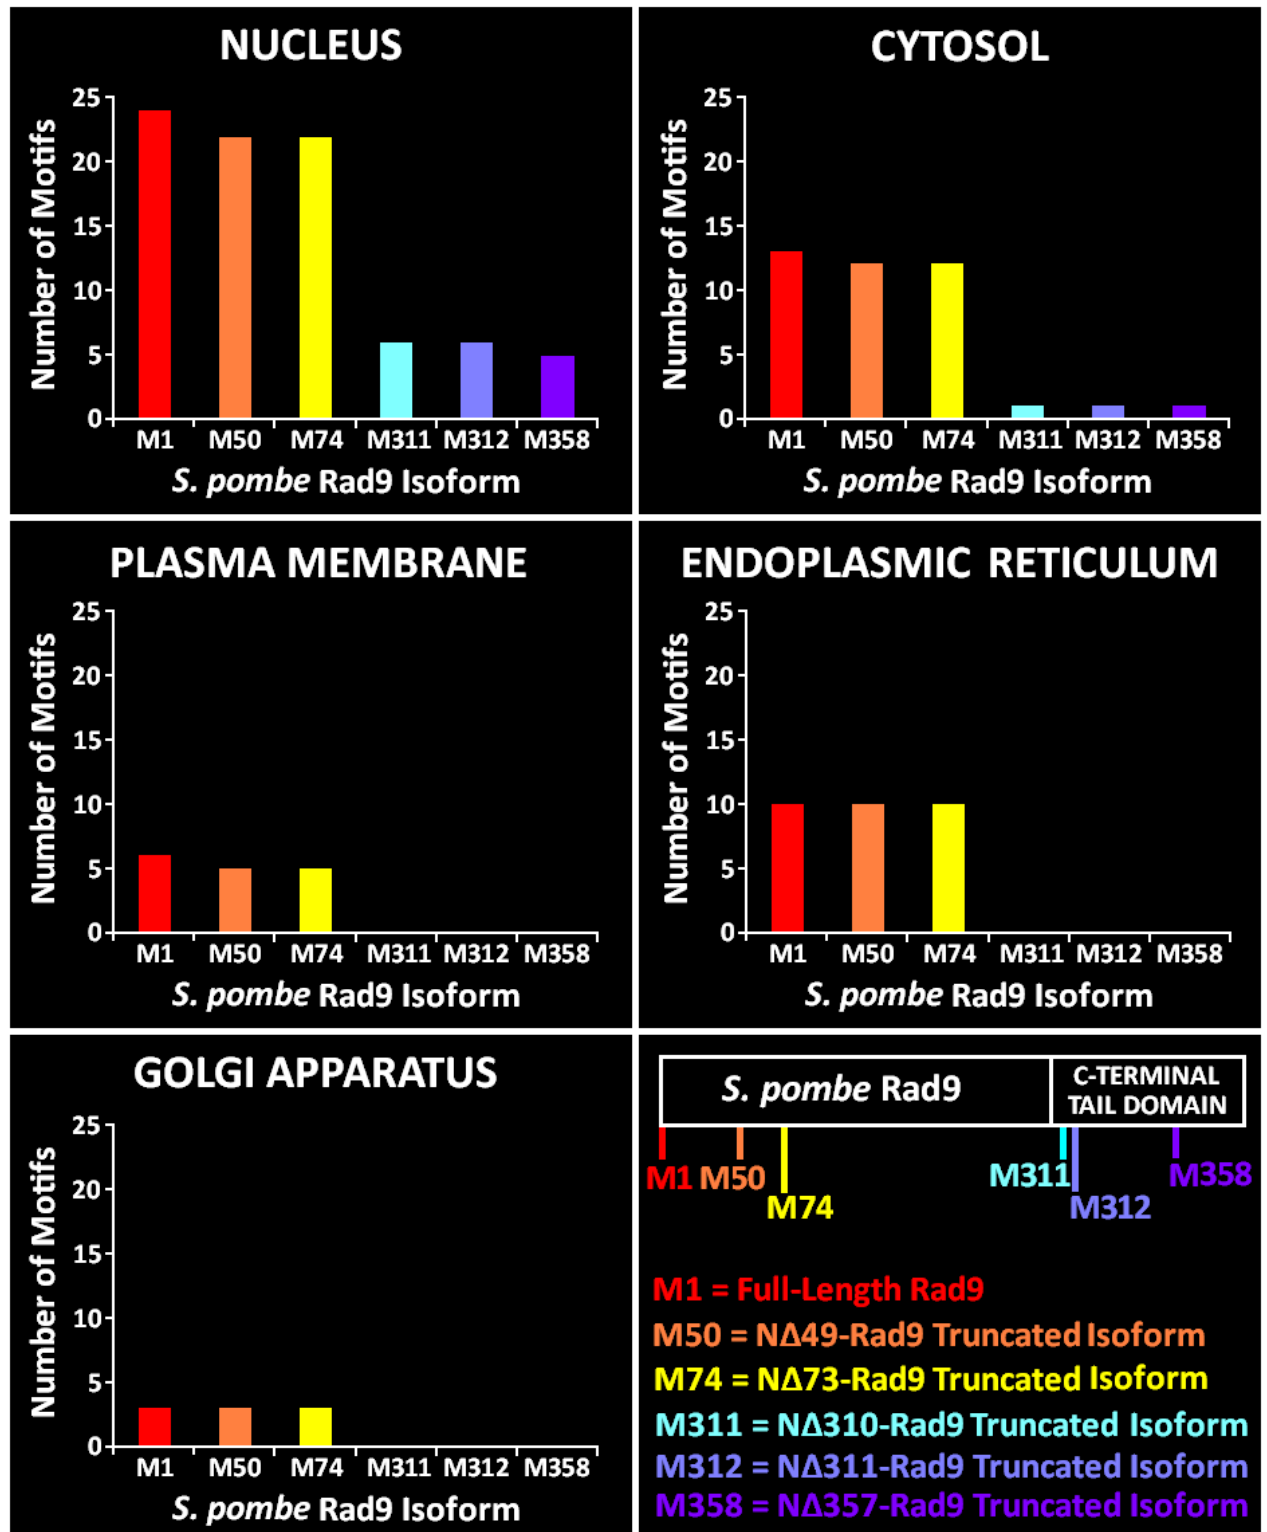 NUCLEUS
Number of Motifs
25
20
15
10
5
0
M1 M50 M74 M311 M312 M358
S. pombe Rad9 Isoform
CYTOSOL
Number of Motifs
25
20
15
10
5
0
M1 M50 M74 M311 M312 M358
S. pombe Rad9 Isoform
PLASMA MEMBRANE
Number of Motifs
25
20
15
10
5
0
M1 M50 M74 M311 M312 M358
S. pombe Rad9 Isoform
ENDOPLASMIC RETICULUM
Number of Motifs
25
20
15
10
5
0
M1 M50 M74 M311 M312 M358
S. pombe Rad9 Isoform
GOLGI APPARATUS
Number of Motifs
25
20
15
10
5
0
M1 M50 M74 M311 M312 M358
S. pombe Rad9 Isoform
S. pombe Rad9
C-TERMINAL
TAIL DOMAIN
M1 M50 M311 M358
M74 M312
M1 = Full-Length Rad9
M50 = NΔ49-Rad9 Truncated Isoform
M74 = NΔ73-Rad9 Truncated Isoform
M311 = NΔ310-Rad9 Truncated Isoform
M312 = NΔ311-Rad9 Truncated Isoform
M358 = NΔ357-Rad9 Truncated Isoform